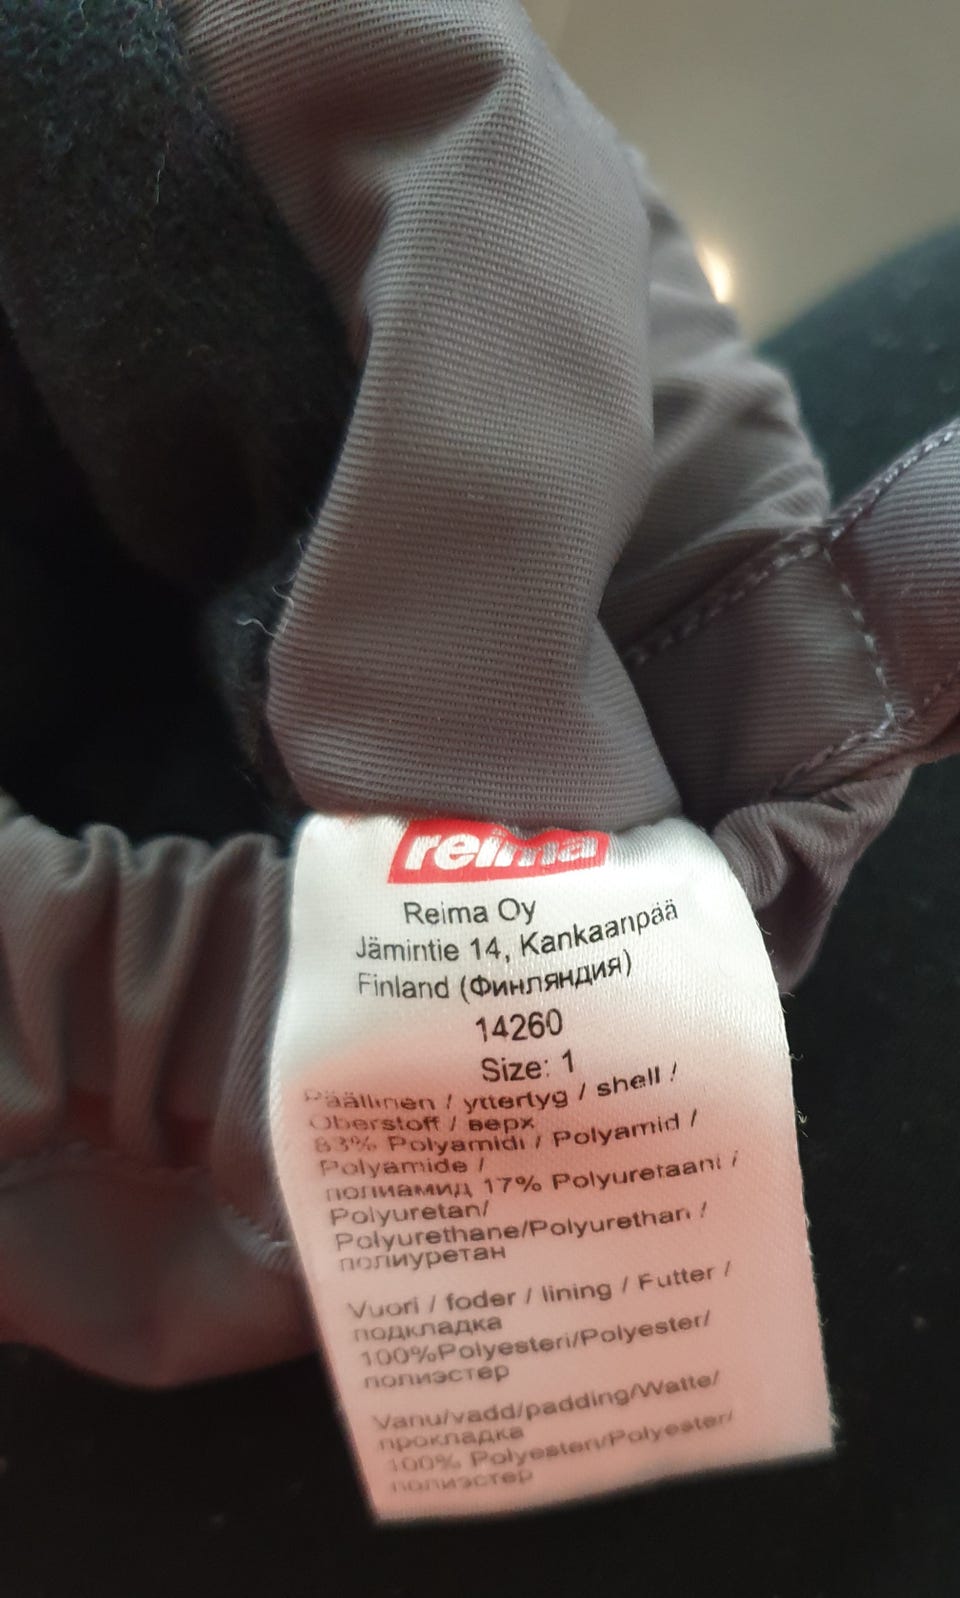 reima
Reima Oy
Jämintie 14, Kankaanpää
Finland (Финляндия)
14260
Size: 1
Päällinen / yttertyg / shell /
Oberstoff / верх
83% Polyamidi / Polyamid /
Polyamide /
полиамид 17% Polyuretaani /
Polyuretan/
Polyurethane/Polyurethan /
полиуретан
Vuori / foder / lining / Futter /
подкладка
100%Polyesteri/Polyester/
полиэстер
Vanu/vadd/padding/Watte/
прокладка
100% Polyesteri/Polyester/
полиэстер